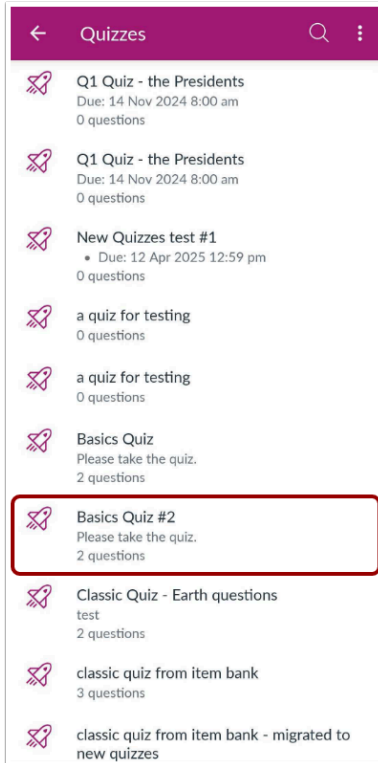 Quizzes
Q1 Quiz - the Presidents
Due: 14 Nov 2024 8:00 am
0 questions
Q1 Quiz - the Presidents
Due: 14 Nov 2024 8:00 am
0 questions
New Quizzes test #1
• Due: 12 Apr 2025 12:59 pm
0 questions
a quiz for testing
0 questions
a quiz for testing
0 questions
Basics Quiz
Please take the quiz.
2 questions
Basics Quiz #2
Please take the quiz.
2 questions
Classic Quiz - Earth questions
test
2 questions
classic quiz from item bank
3 questions
classic quiz from item bank - migrated to
new quizzes